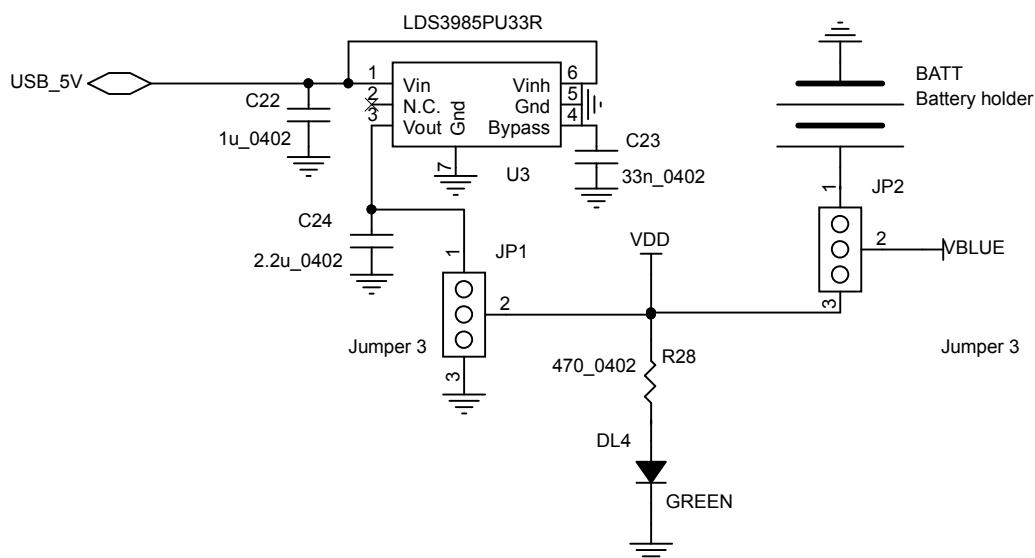 LDS3985PU33R
USB_5V
1
Vin
Vinh
6
2
N.C.
Gnd
5
3
Vout
Gnd
Bypass
4
7
U3
C22
1u_0402
C23
33n_0402
C24
2.2u_0402
BATT
Battery holder
1
JP2
2
VBLUE
3
Jumper 3
1
JP1
2
3
Jumper 3
VDD
R28
470_0402
DL4
GREEN